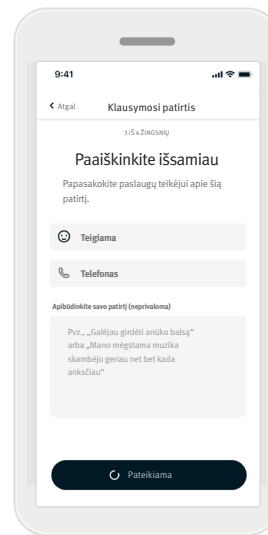 9:41
Atgal
Klausymosi patirtis
3 IŠ 4 ŽINGSNIŲ
Paaiškinkite išsamiau
Papasakokite paslaugų teikėjui apie šią
patirtį.
Teigiama
Telefonas
Apibūdinkite savo patirtį (neprivaloma)
Pvz., „Galėjau girdėti anūko balsą“
arba „Mano mėgstama muzika
skambėjo geriau net bet kada
anksčiau“
Pateikiama